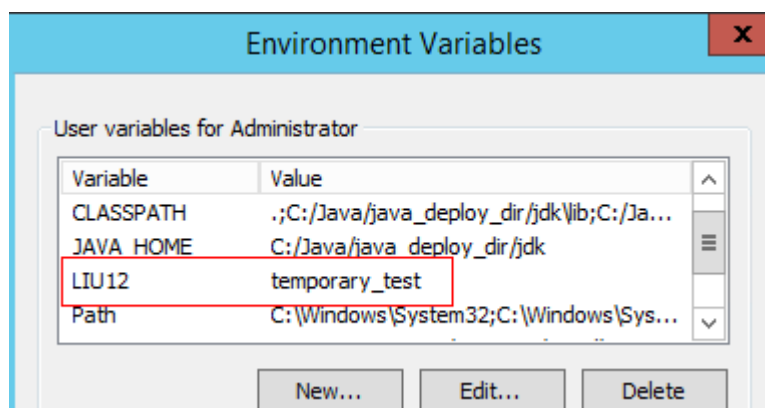 Environment Variables
x
User variables for Administrator
Variable Value
CLASSPATH .;C:/Java/java_deploy_dir/jdk\lib;C:/Ja...
JAVA_HOME C:/Java/java_deploy_dir/jdk
LIU12 temporary_test
Path C:\Windows\System32;C:\Windows\Sys...
New... Edit... Delete